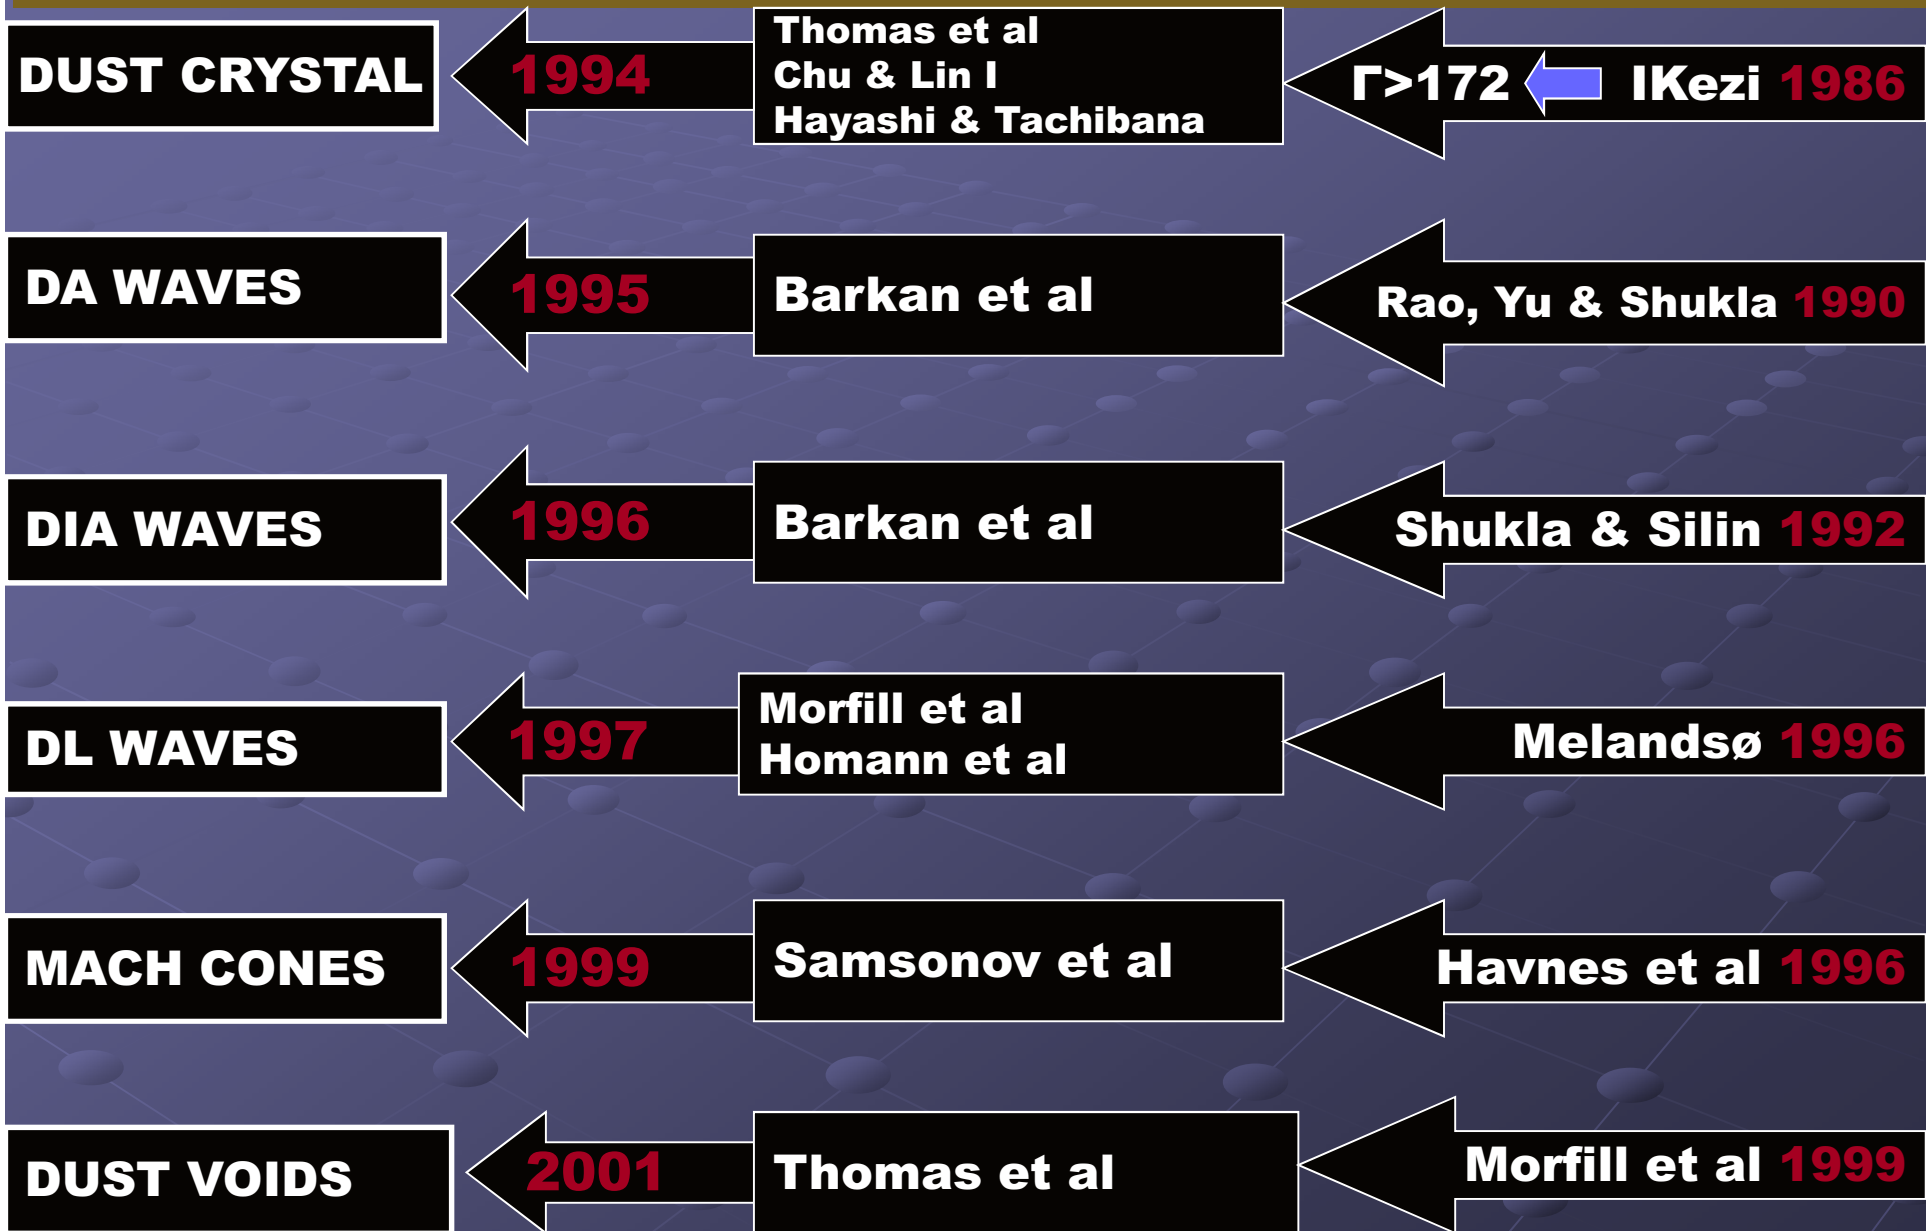 DUST CRYSTAL
1994
Thomas et al
Chu & Lin I
Hayashi & Tachibana
Γ>172
IKezi 1986
DA WAVES
1995
Barkan et al
Rao, Yu & Shukla 1990
DIA WAVES
1996
Barkan et al
Shukla & Silin 1992
DL WAVES
1997
Morfill et al
Homann et al
Melandsø 1996
MACH CONES
1999
Samsonov et al
Havnes et al 1996
DUST VOIDS
2001
Thomas et al
Morfill et al 1999